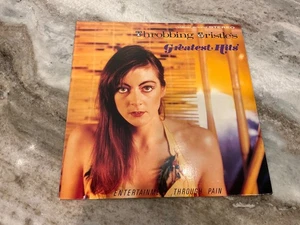 Throbbing Gristle's
Greatest Hits
ENTERTAINMENT THROUGH PAIN